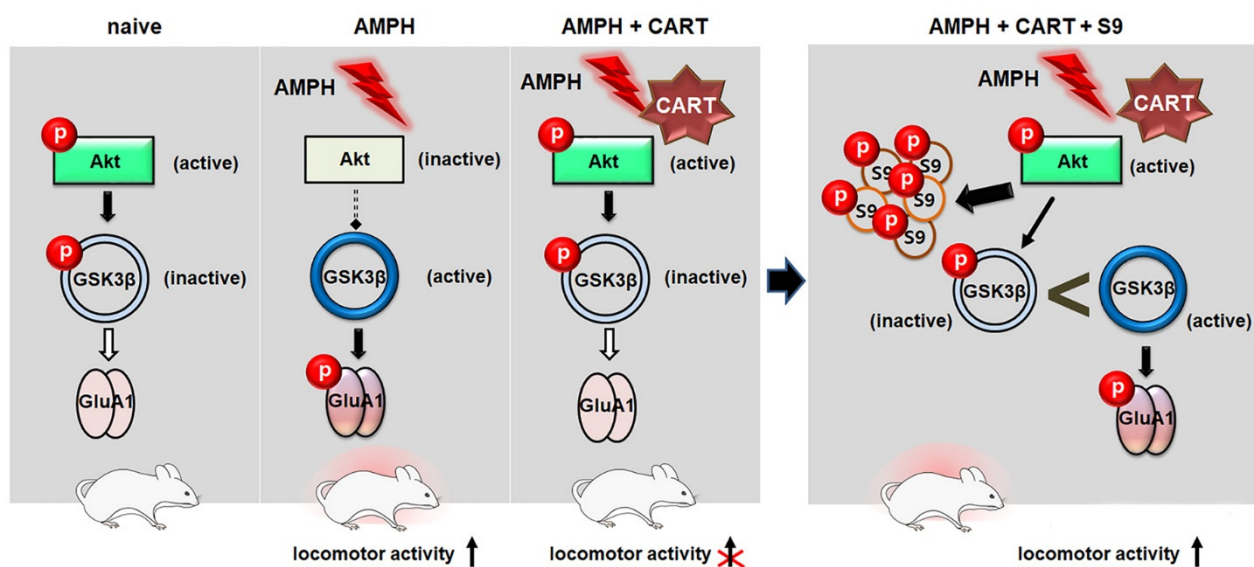 naive
P
Akt
(active)
P
GSK3β
(inactive)
GluA1
AMPH
AMPH
Akt
(inactive)
GSK3β
(active)
P
GluA1
locomotor activity
AMPH + CART
AMPH
CART
P
Akt
(active)
P
GSK3β
(inactive)
GluA1
locomotor activity
AMPH + CART + S9
AMPH
CART
P
Akt
(active)
P
S9
P
S9
P
S9
P
S9
P
S9
P
GSK3β
(inactive)
<
GSK3β
(active)
P
GluA1
locomotor activity